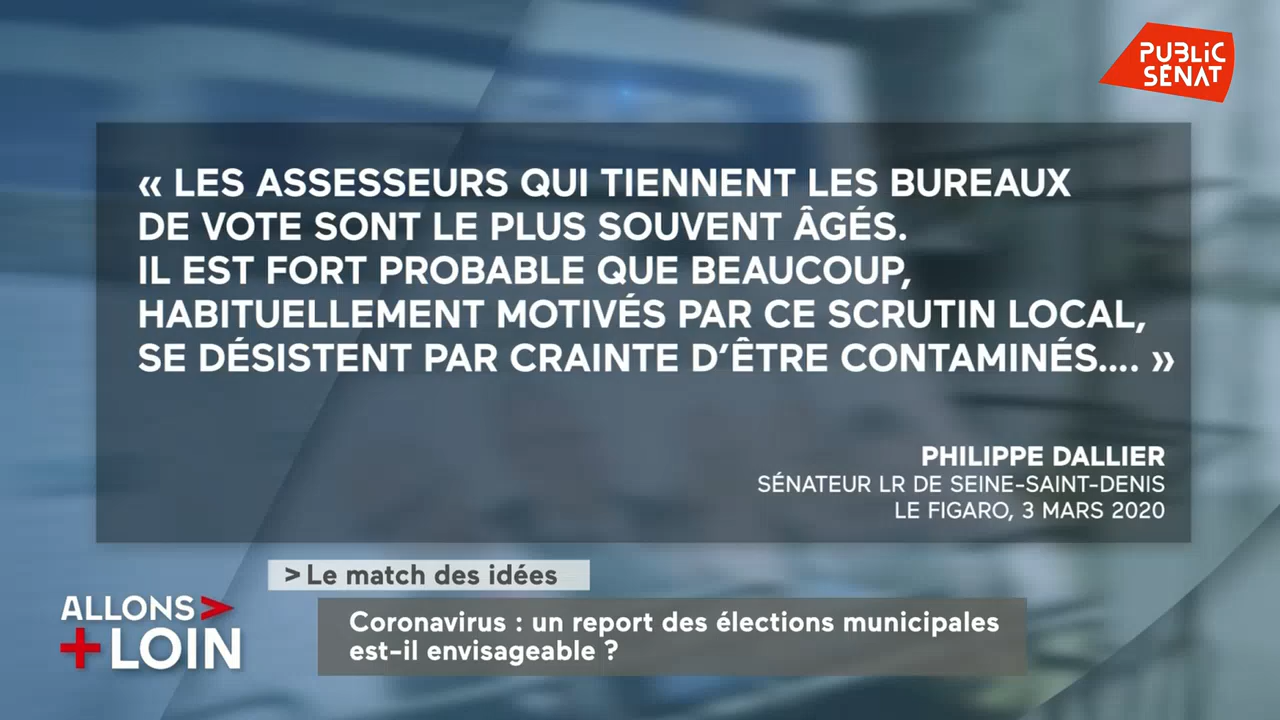 PUBLIC
SÉNAT
« LES ASSESSEURS QUI TIENNENT LES BUREAUX
DE VOTE SONT LE PLUS SOUVENT ÂGÉS.
IL EST FORT PROBABLE QUE BEAUCOUP,
HABITUELLEMENT MOTIVÉS PAR CE SCRUTIN LOCAL,
SE DÉSISTENT PAR CRAINTE D’ÊTRE CONTAMINÉS.... »
PHILIPPE DALLIER
SÉNATEUR LR DE SEINE-SAINT-DENIS
LE FIGARO, 3 MARS 2020
> Le match des idées
ALLONS>
+LOIN
Coronavirus : un report des élections municipales
est-il envisageable ?